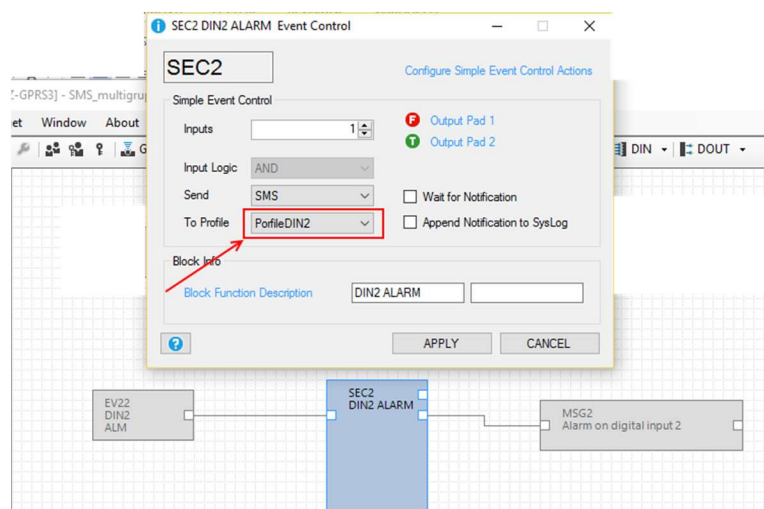 SEC2 DIN2 ALARM Event Control
SEC2
Configure Simple Event Control Actions
Z-GPRS3] - SMS_multigru
et Window About
G
DIN
DOUT
Simple Event Control
Inputs
1
F Output Pad 1
T Output Pad 2
Input Logic
AND
Send
SMS
Wait for Notification
To Profile
PorfileDIN2
Append Notification to SysLog
Block Info
Block Function Description
DIN2 ALARM
?
APPLY
CANCEL
EV22
DIN2
ALM
SEC2
DIN2 ALARM
MSG2
Alarm on digital input 2